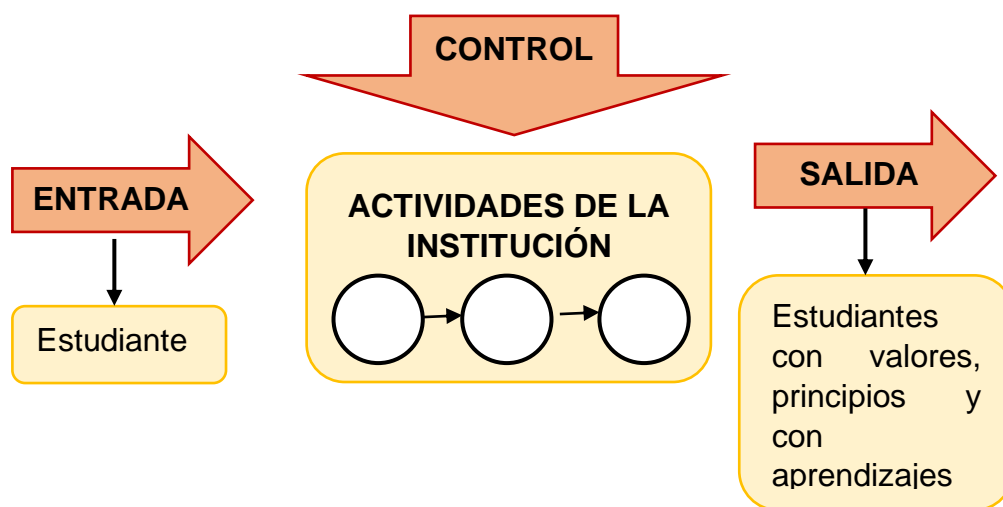 CONTROL
ENTRADA
ACTIVIDADES DE LA
INSTITUCIÓN
SALIDA
Estudiante
Estudiantes
con valores,
principios y
con
aprendizajes